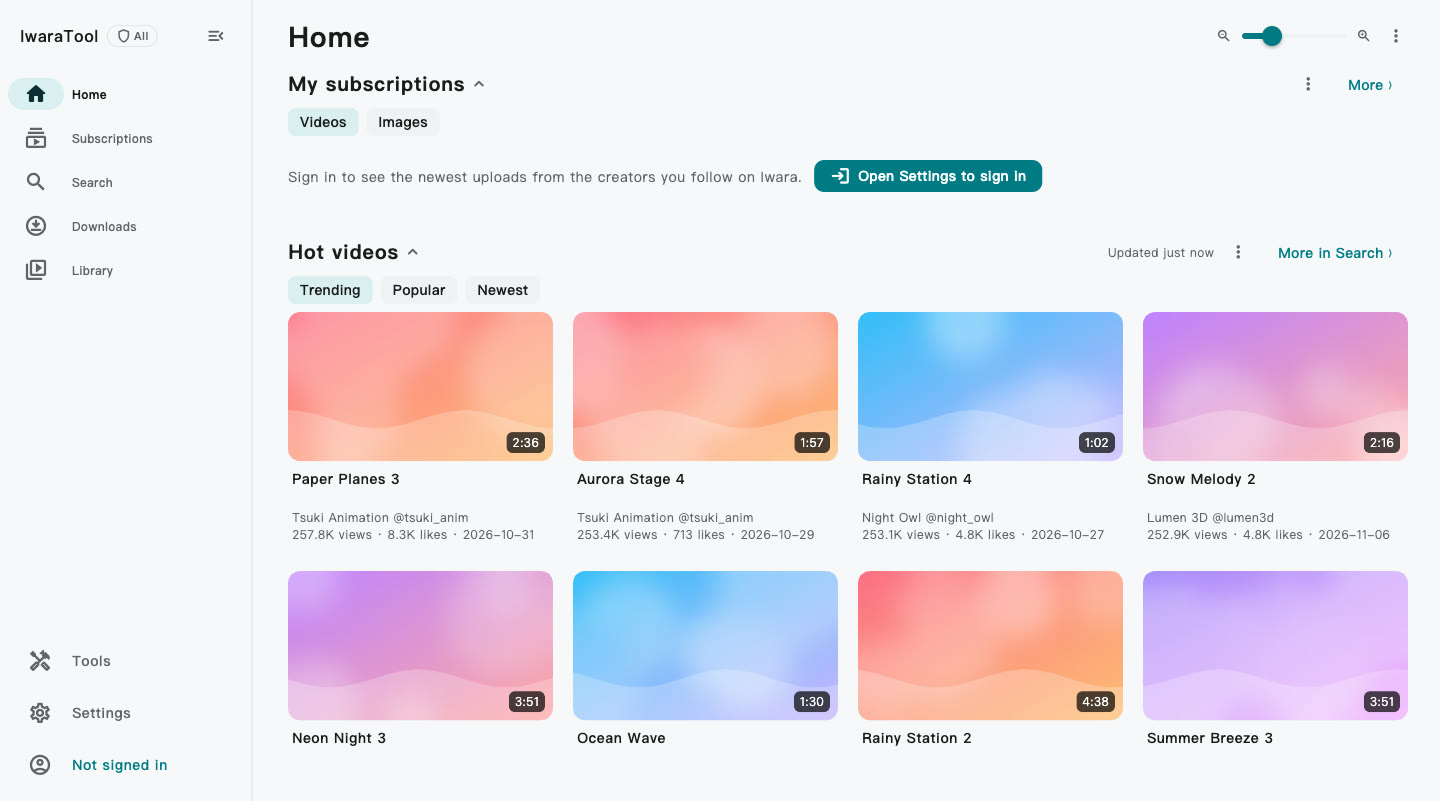 IwaraTool
All
Home
Subscriptions
Search
Downloads
Library
Tools
Settings
Not signed in
Home
My subscriptions
More ›
Videos
Images
Sign in to see the newest uploads from the creators you follow on Iwara.
Open Settings to sign in
Hot videos
Updated just now
More in Search ›
Trending
Popular
Newest
2:36
1:57
1:02
2:16
Paper Planes 3
Tsuki Animation @tsuki_anim
257.8K views · 8.3K likes · 2026-10-31
Aurora Stage 4
Tsuki Animation @tsuki_anim
253.4K views · 713 likes · 2026-10-29
Rainy Station 4
Night Owl @night_owl
253.1K views · 4.8K likes · 2026-10-27
Snow Melody 2
Lumen 3D @lumen3d
252.9K views · 4.8K likes · 2026-11-06
3:51
1:30
4:38
3:51
Neon Night 3
Ocean Wave
Rainy Station 2
Summer Breeze 3